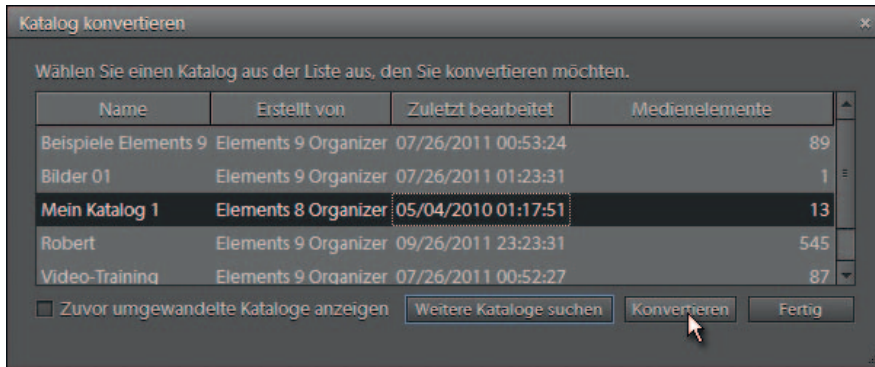 Katalog konvertieren
Wählen Sie einen Katalog aus der Liste aus, den Sie konvertieren möchten.
Name Erstellt von Zuletzt bearbeitet Medienelemente
Beispiele Elements 9 Elements 9 Organizer 07/26/2011 00:53:24 89
Bilder 01 Elements 9 Organizer 07/26/2011 01:23:31 1
Mein Katalog 1 Elements 8 Organizer 05/04/2010 01:17:51 13
Robert Elements 9 Organizer 09/26/2011 23:23:31 545
Video-Training Elements 9 Organizer 07/26/2011 00:52:27 87
Zuvor umgewandelte Kataloge anzeigen Weitere Kataloge suchen Konvertieren Fertig